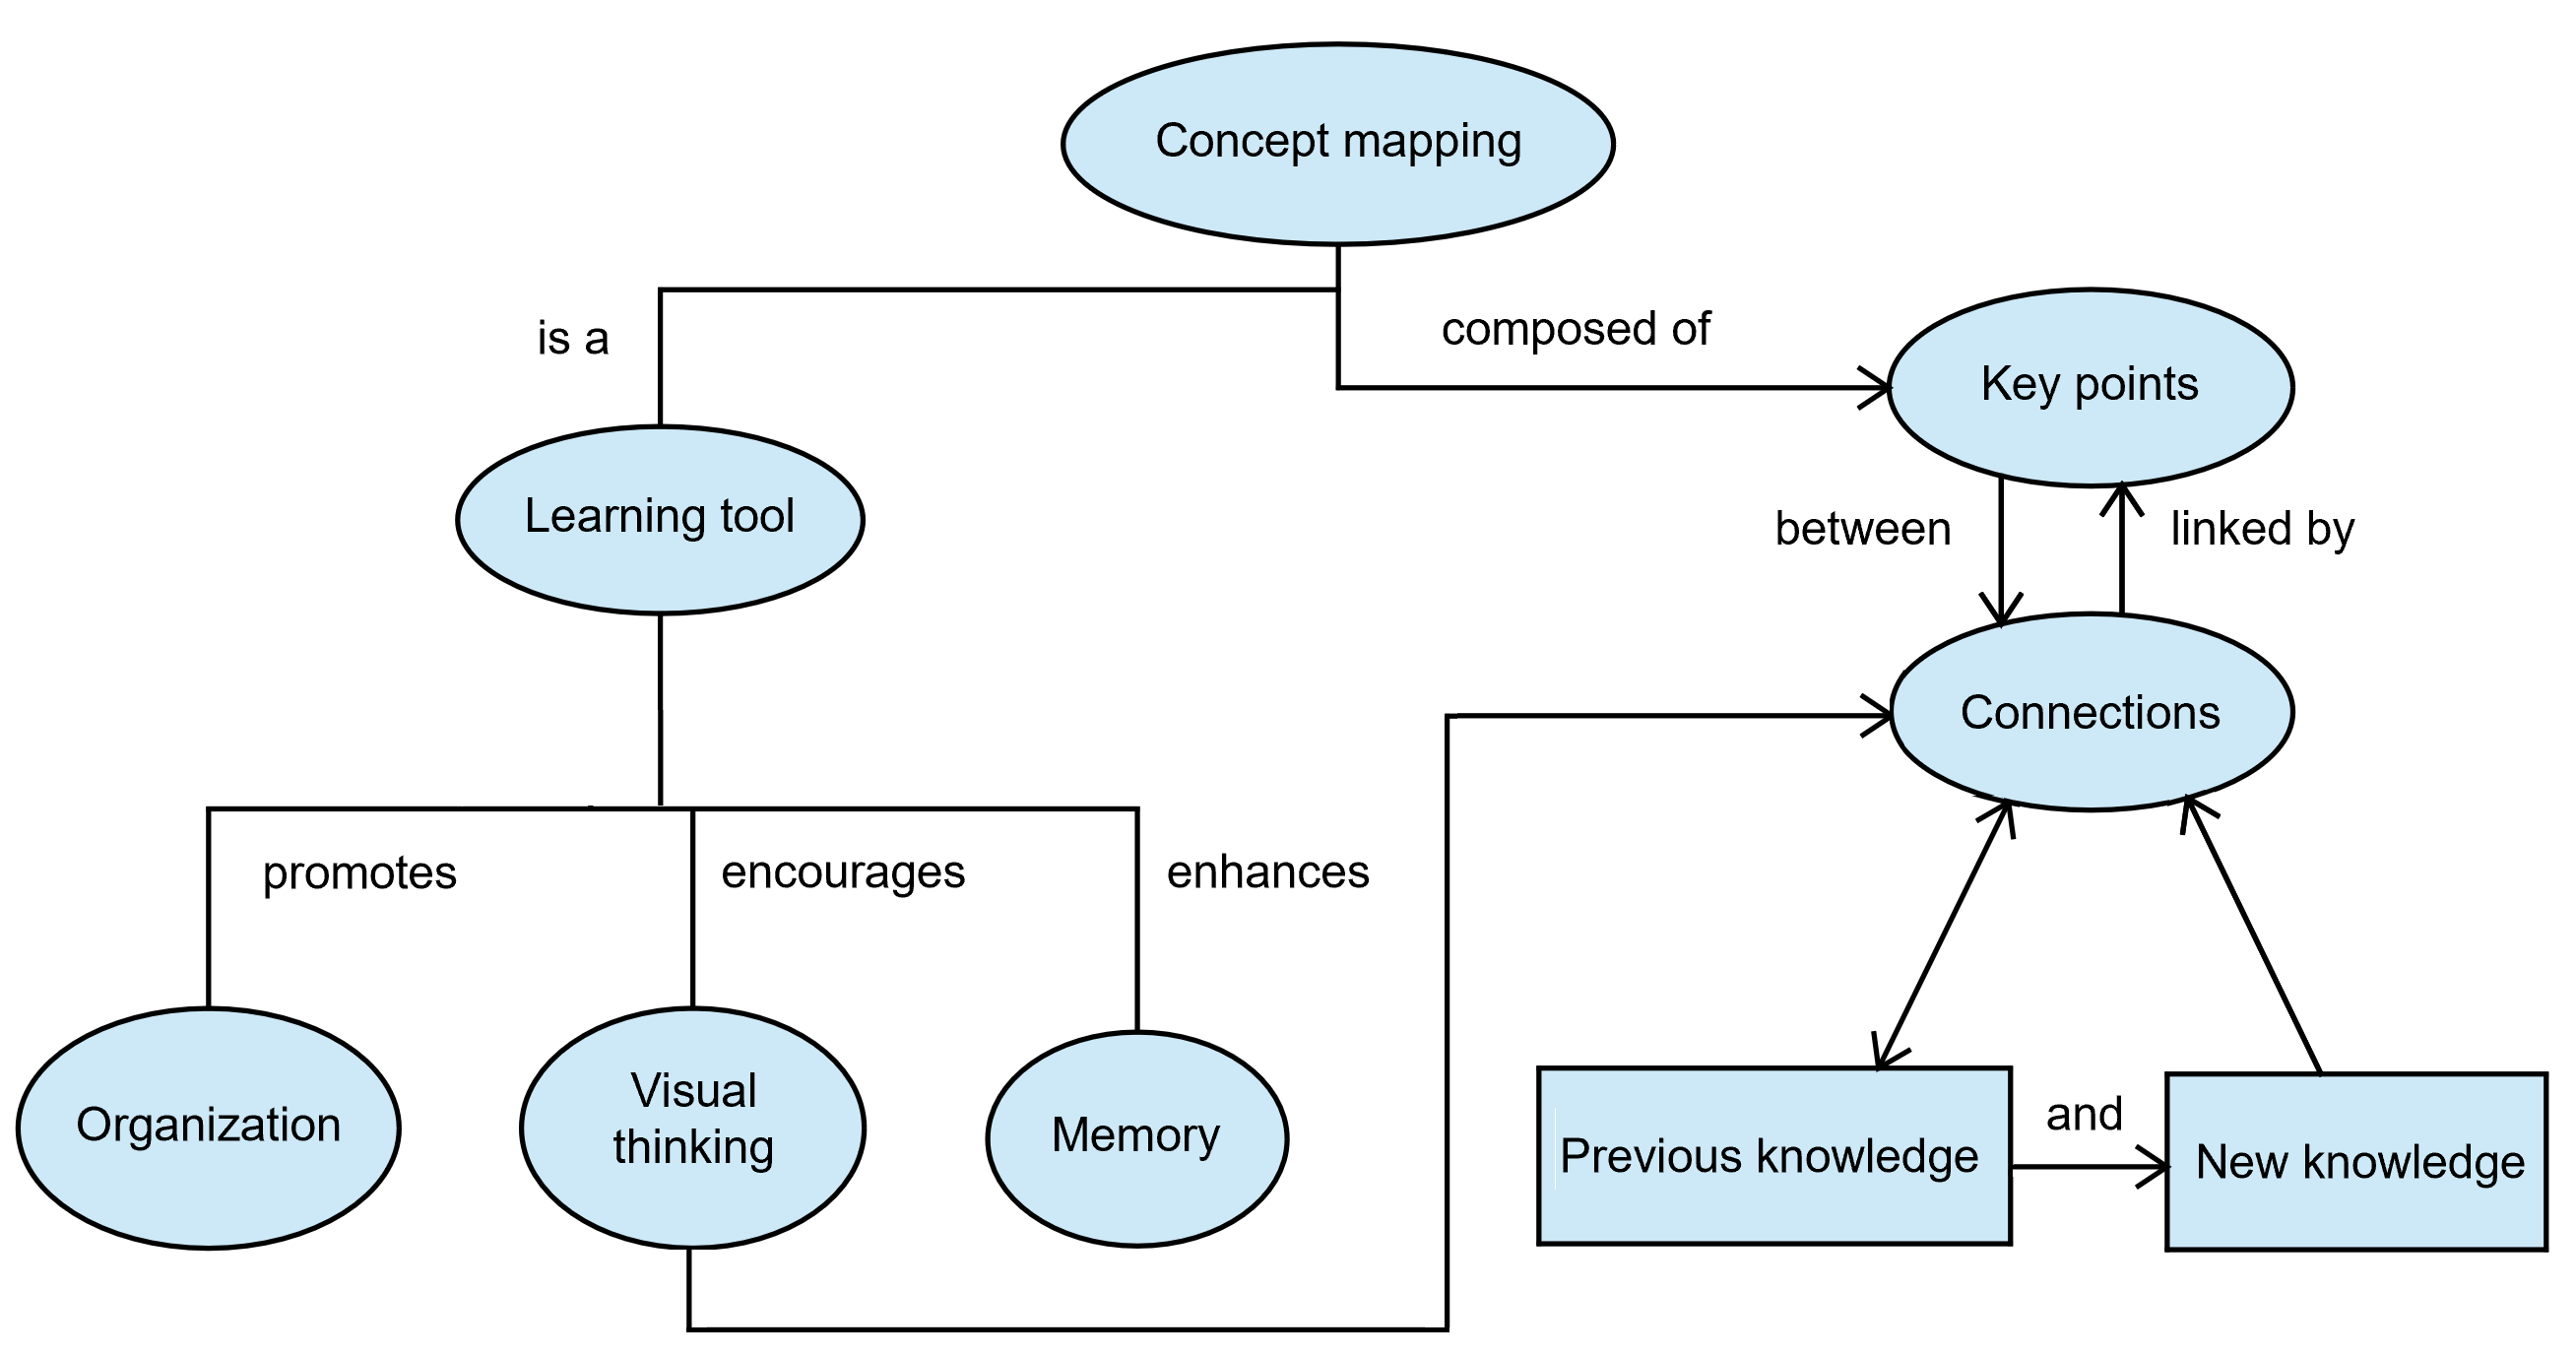 Concept mapping
is a
composed of
Key points
Learning tool
between
linked by
Connections
promotes
encourages
enhances
Organization
Visual
thinking
Memory
Previous knowledge
and
New knowledge